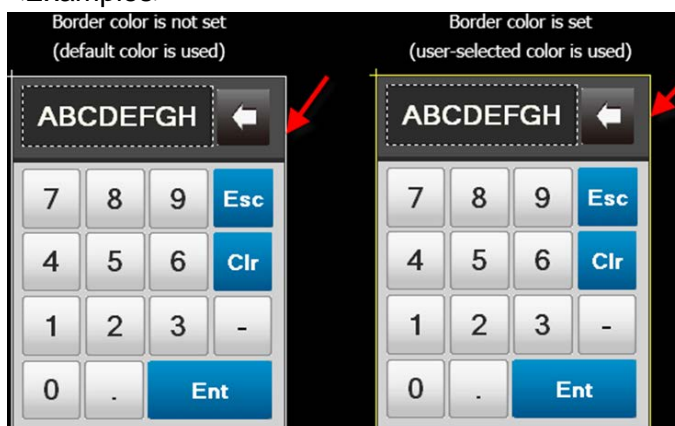 Examples
Border color is not set
(default color is used)
ABCDEFGH
7 8 9 Esc
4 5 6 Clr
1 2 3 -
0 . Ent
Border color is set
(user-selected color is used)
ABCDEFGH
7 8 9 Esc
4 5 6 Clr
1 2 3 -
0 . Ent